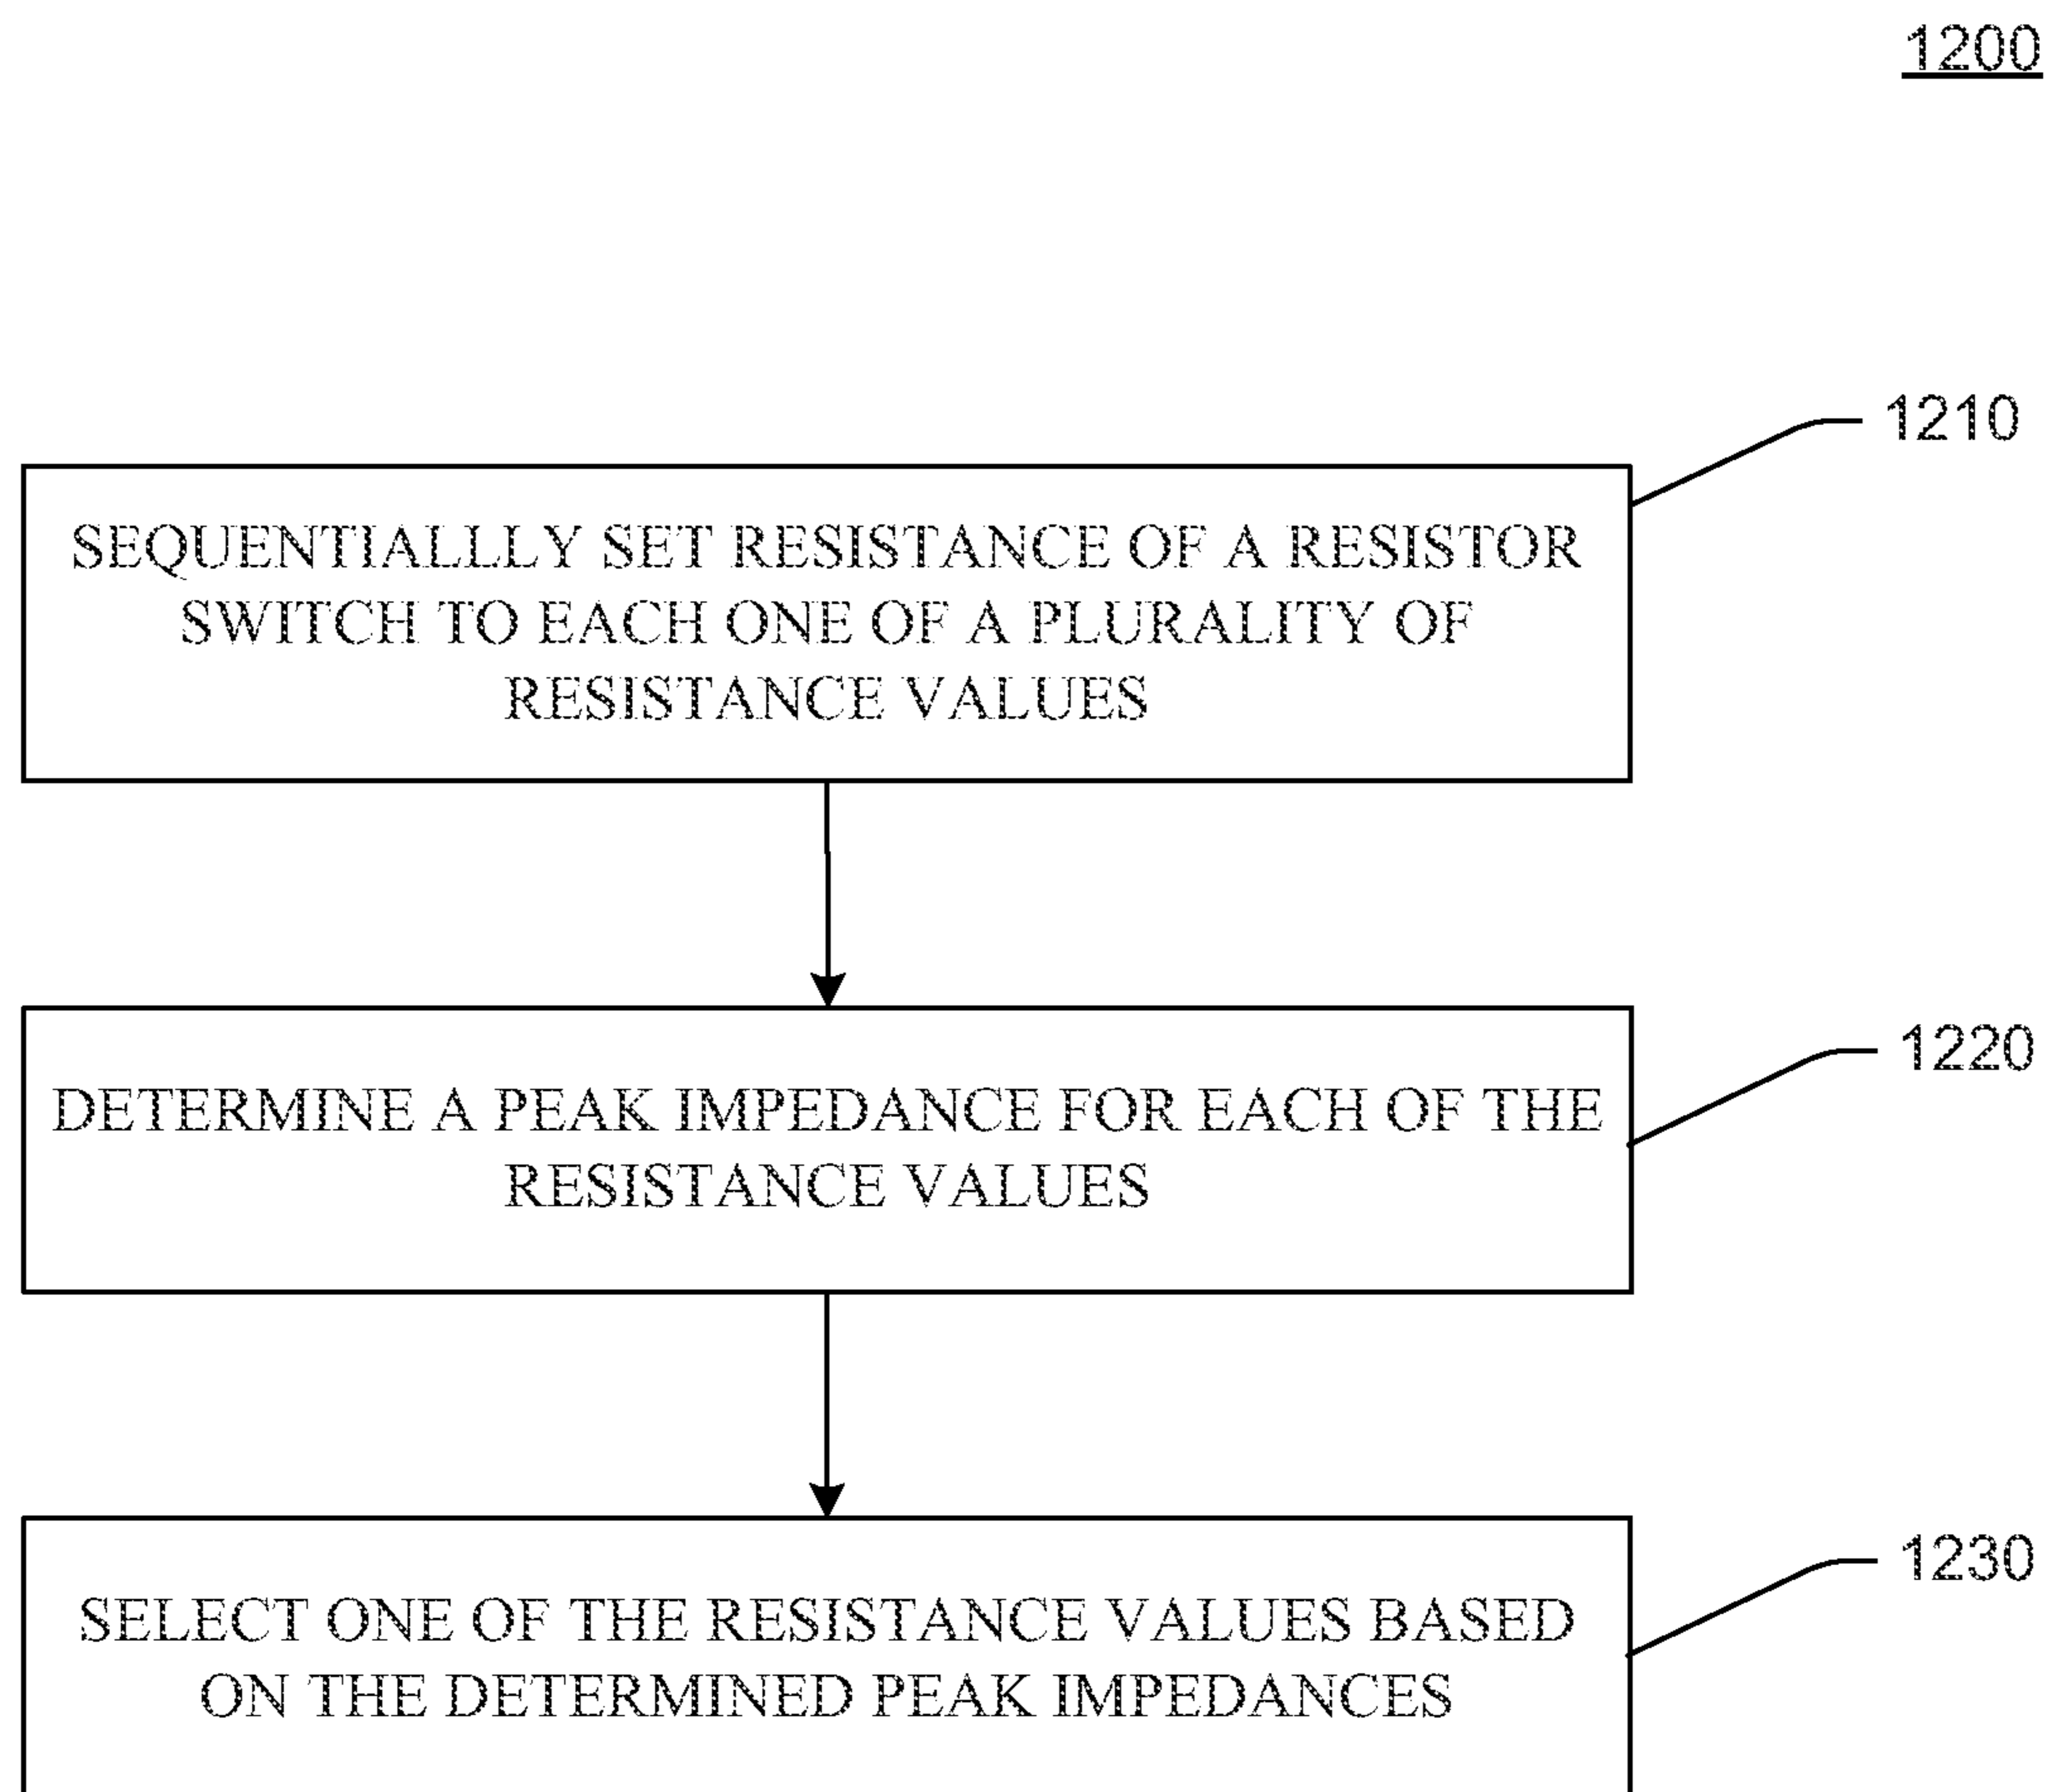 1200
1210
SEQUENTIALLLY SET RESISTANCE OF A RESISTOR
SWITCH TO EACH ONE OF A PLURALITY OF
RESISTANCE VALUES
1220
DETERMINE A PEAK IMPEDANCE FOR EACH OF THE
RESISTANCE VALUES
1230
SELECT ONE OF THE RESISTANCE VALUES BASED
ON THE DETERMINED PEAK IMPEDANCES